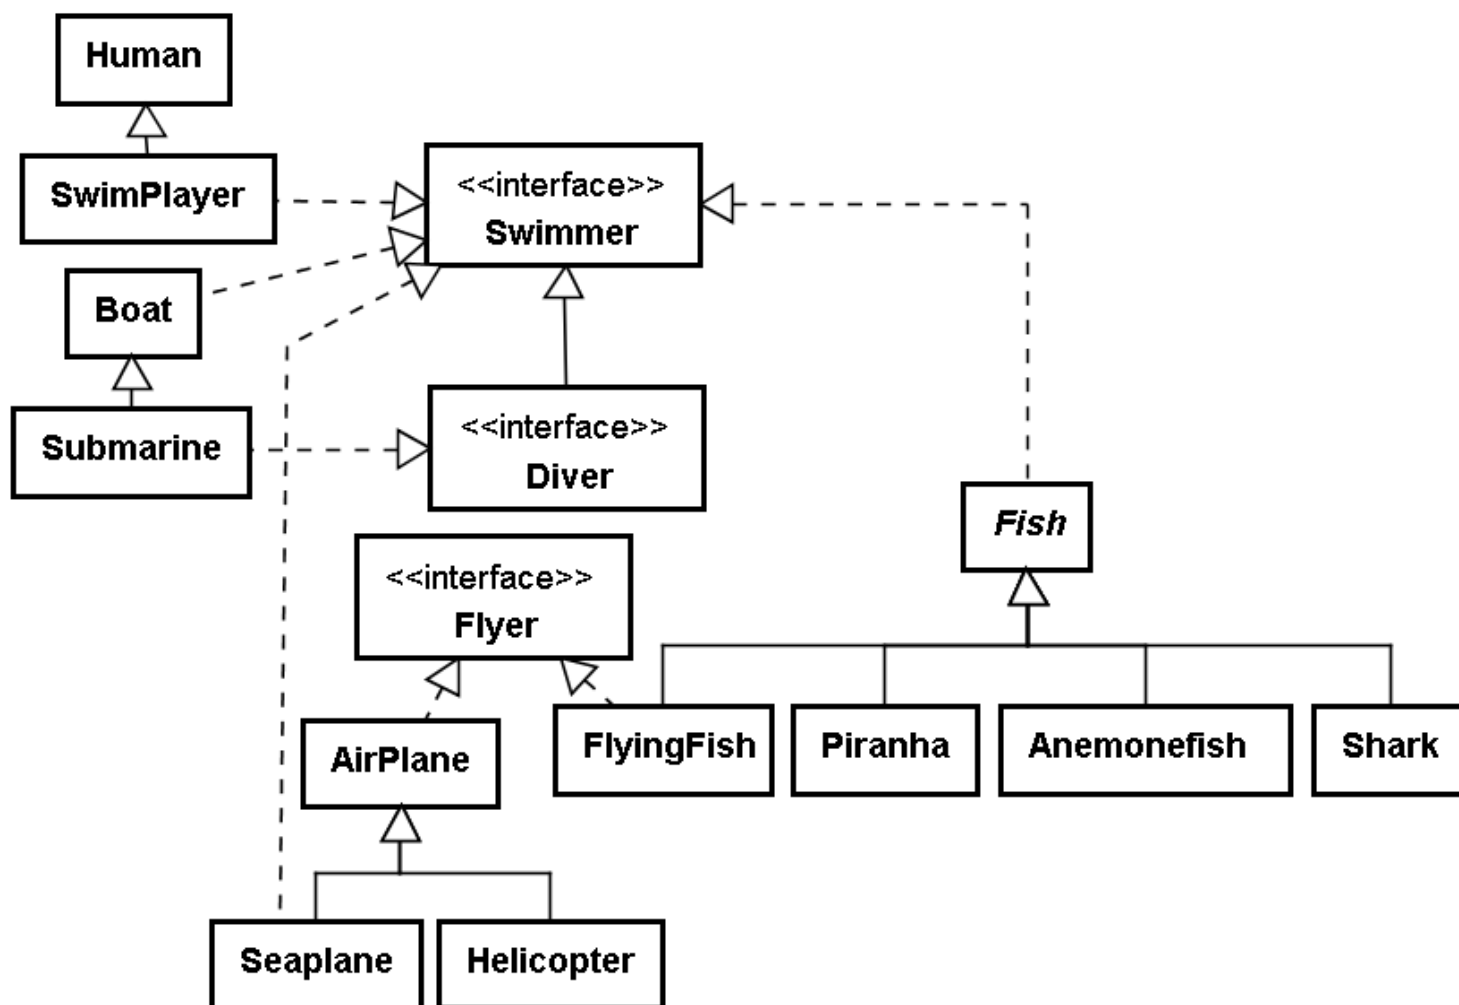 Human
SwimPlayer
<<interface>>
Swimmer
Boat
Submarine
<<interface>>
Diver
Fish
<<interface>>
Flyer
AirPlane
FlyingFish
Piranha
Anemonefish
Shark
Seaplane
Helicopter